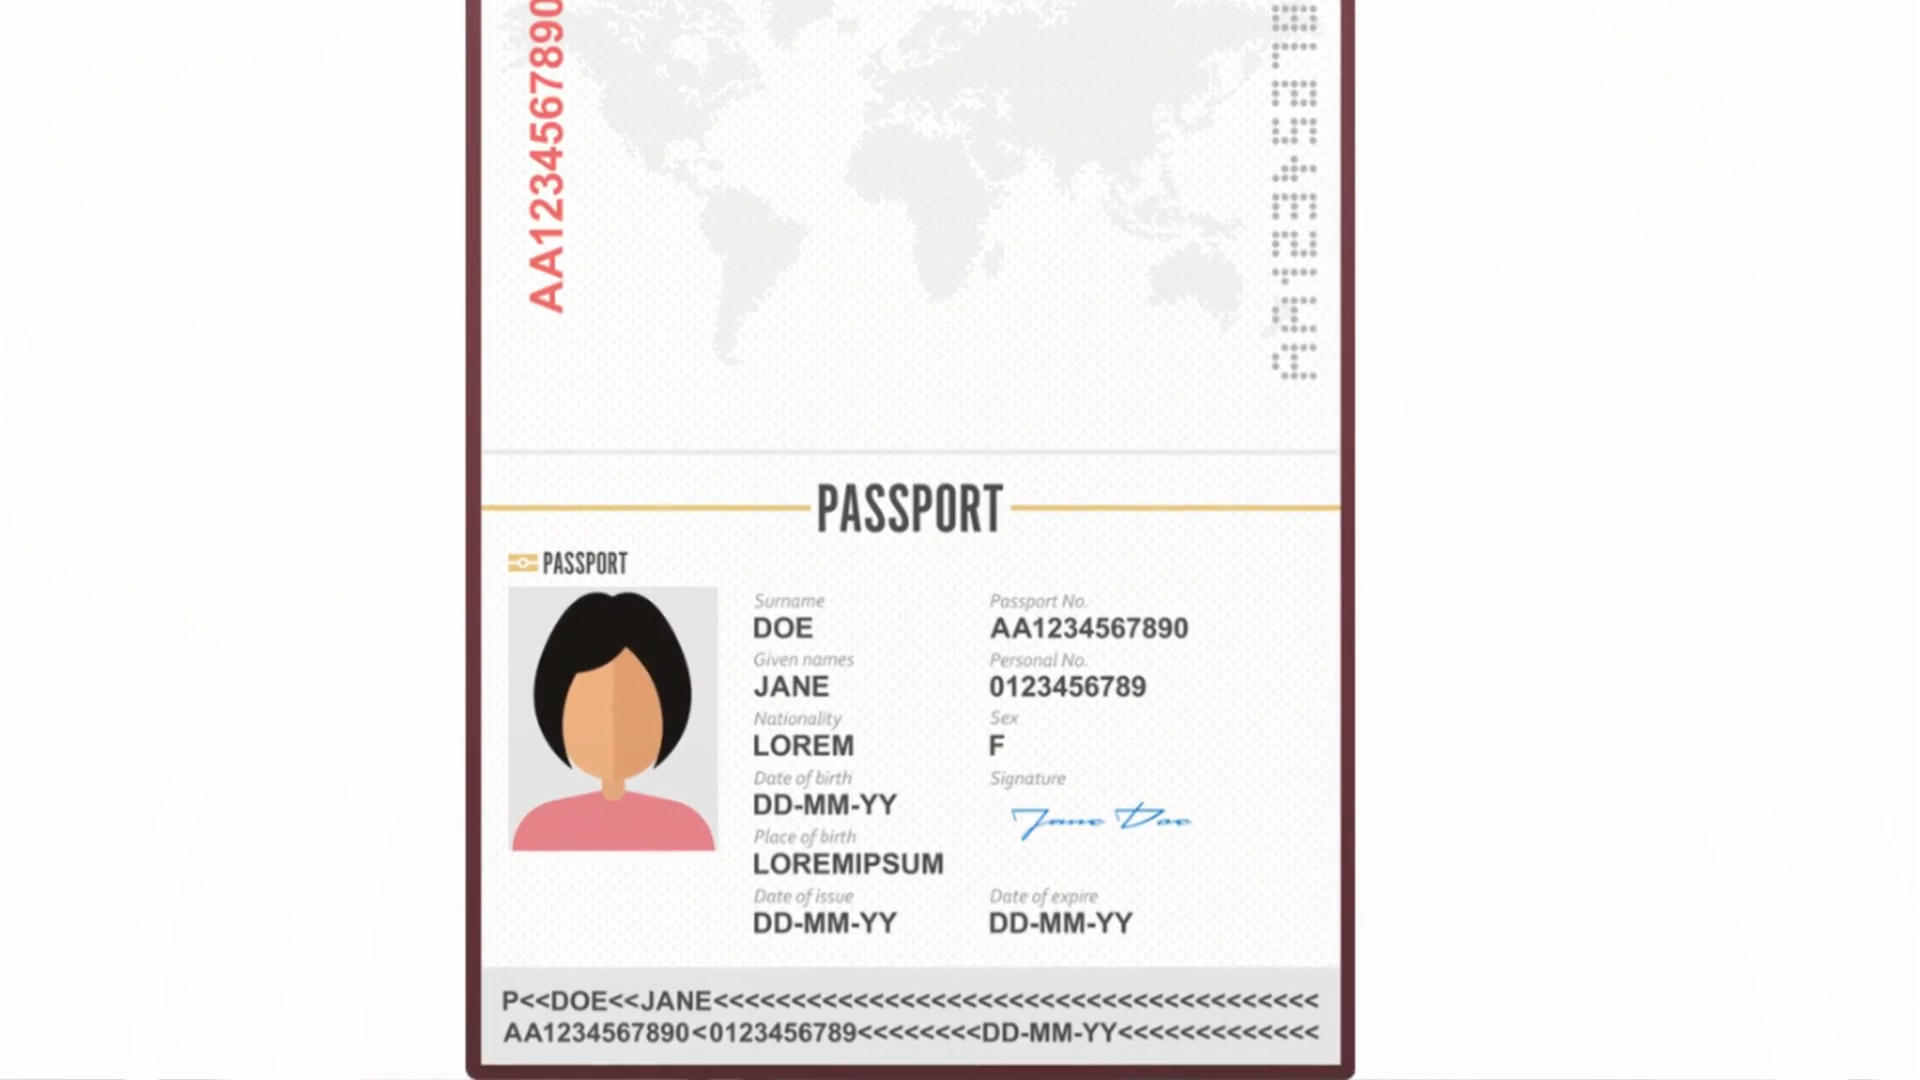 AA1234567890
PASSPORT
PASSPORT
Surname
DOE
Given names
JANE
Nationality
LOREM
Date of birth
DD-MM-YY
Place of birth
LOREMIPSUM
Date of issue
DD-MM-YY
Passport No.
AA1234567890
Personal No.
0123456789
Sex
F
Signature
Jane Doe
Date of expire
DD-MM-YY
P<<DOE<<JANE<<<<<<<<<<<<<<<<<<<<<<<<<<<<<<<<<<<<<<<
AA1234567890<0123456789<<<<<<<<DD-MM-YY<<<<<<<<<<<<<